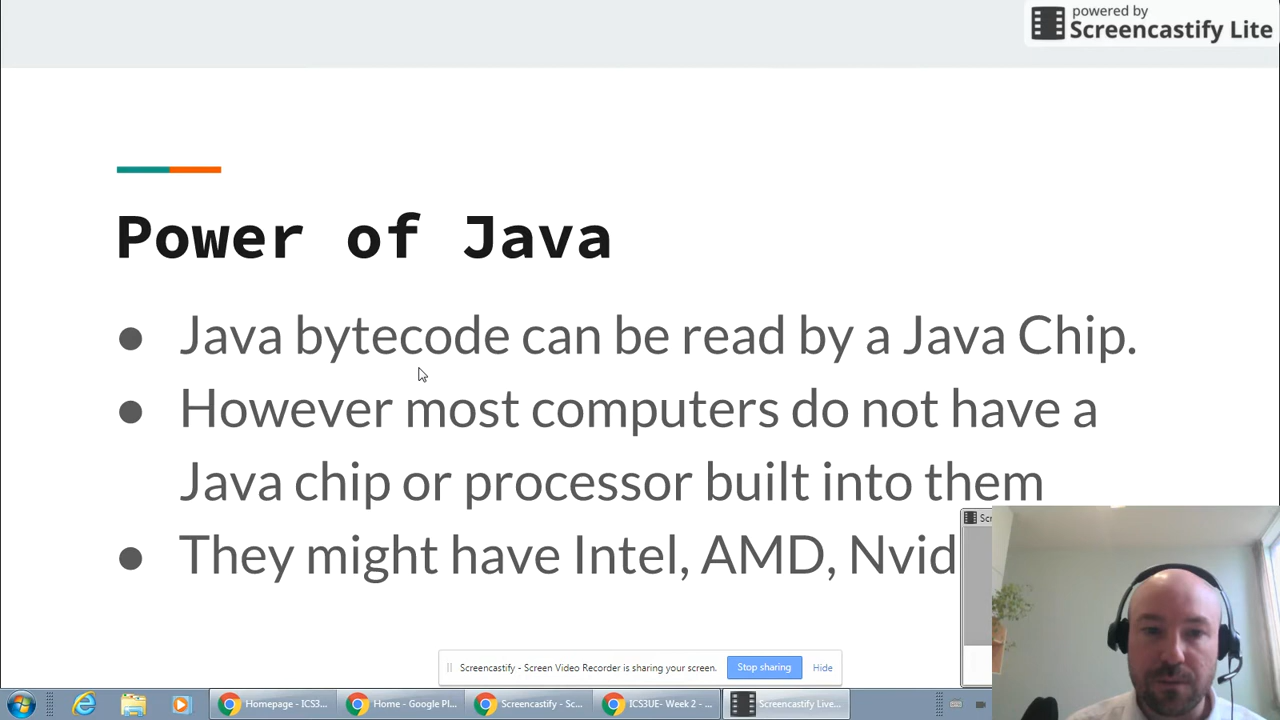 powered by
Screencastify Lite
Power of Java
● Java bytecode can be read by a Java Chip.
● However most computers do not have a
Java chip or processor built into them
● They might have Intel, AMD, Nvid
Scr
Screencastify - Screen Video Recorder is sharing your screen. Stop sharing Hide
Homepage - ICS3... Home - Google Pl... Screencastify - Sc... ICS3UE- Week 2 - ... Screencastify Live...